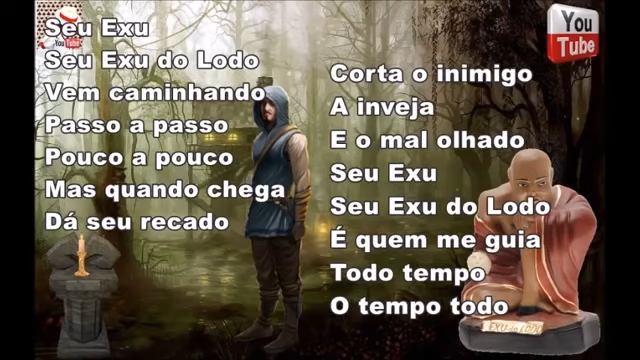 Seu Exu
Seu Exu do Lodo
Vem caminhando
Passo a passo
Pouco a pouco
Mas quando chega
Dá seu recado
Corta o inimigo
A inveja
E o mal olhado
Seu Exu
Seu Exu do Lodo
É quem me guia
Todo tempo
O tempo todo
You
Tube
You Tube
EXU do LODO